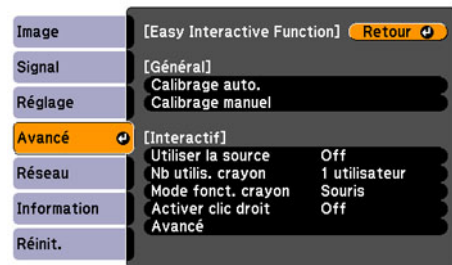 Image
Signal
Réglage
Avancé
Réseau
Information
Réinit.
[Easy Interactive Function] Retour
[Général]
Calibrage auto.
Calibrage manuel
[Interactif]
Utiliser la source Off
Nb utilis. crayon 1 utilisateur
Mode fonct. crayon Souris
Activer clic droit Off
Avancé